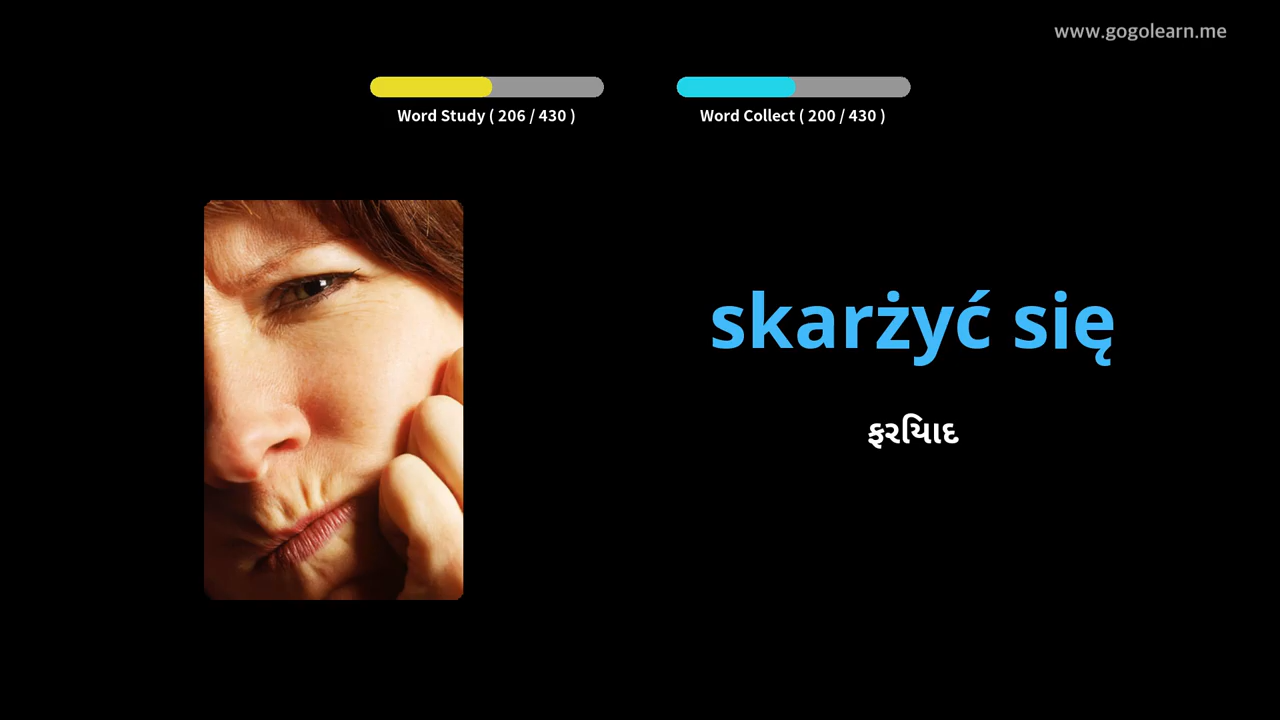 www.gogolearn.me
Word Study ( 206 / 430 )
Word Collect ( 200 / 430 )
skarżyć się
ફરિયાદ